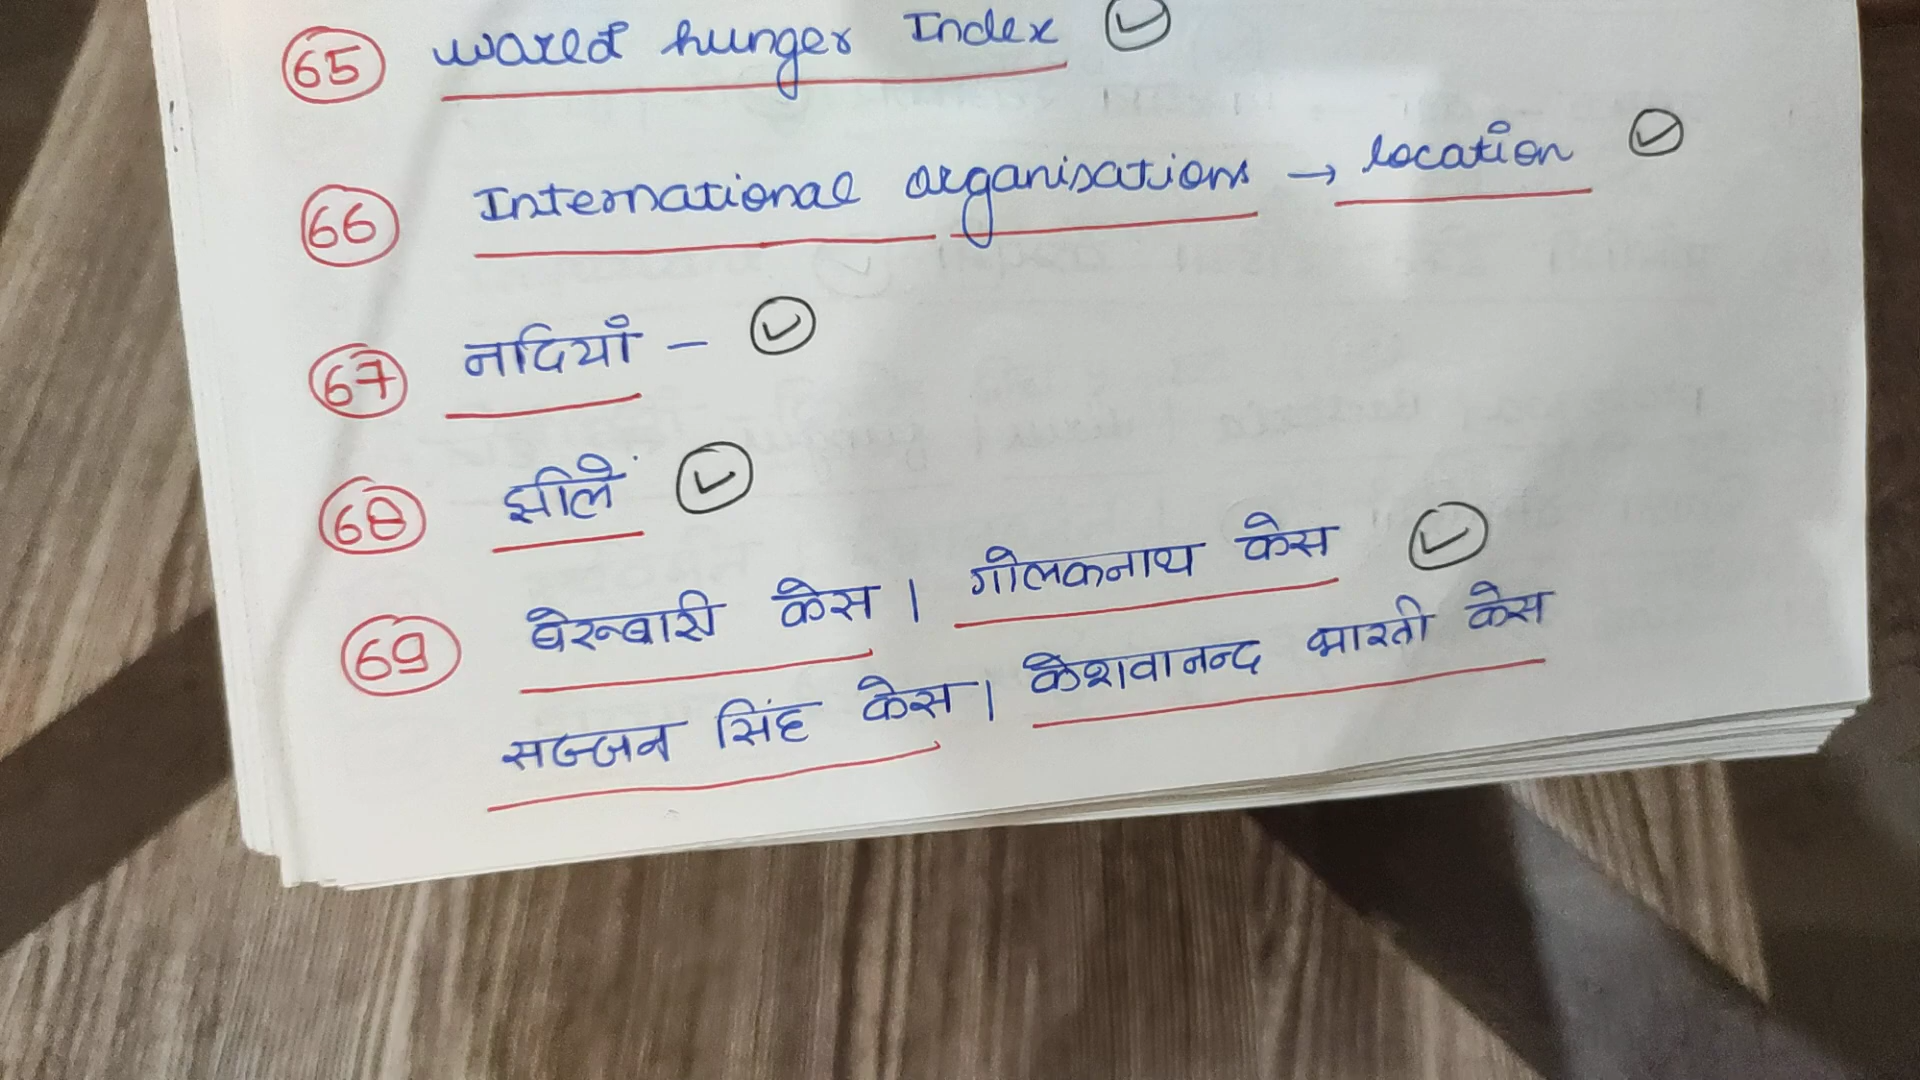 65 World hunger Index
66 International organisations → location
67 नदियाँ -
68 झीलें
69 बेरूबारी केस | गोलकनाथ केस
सज्जन सिंह केस | केशवानन्द भारती केस